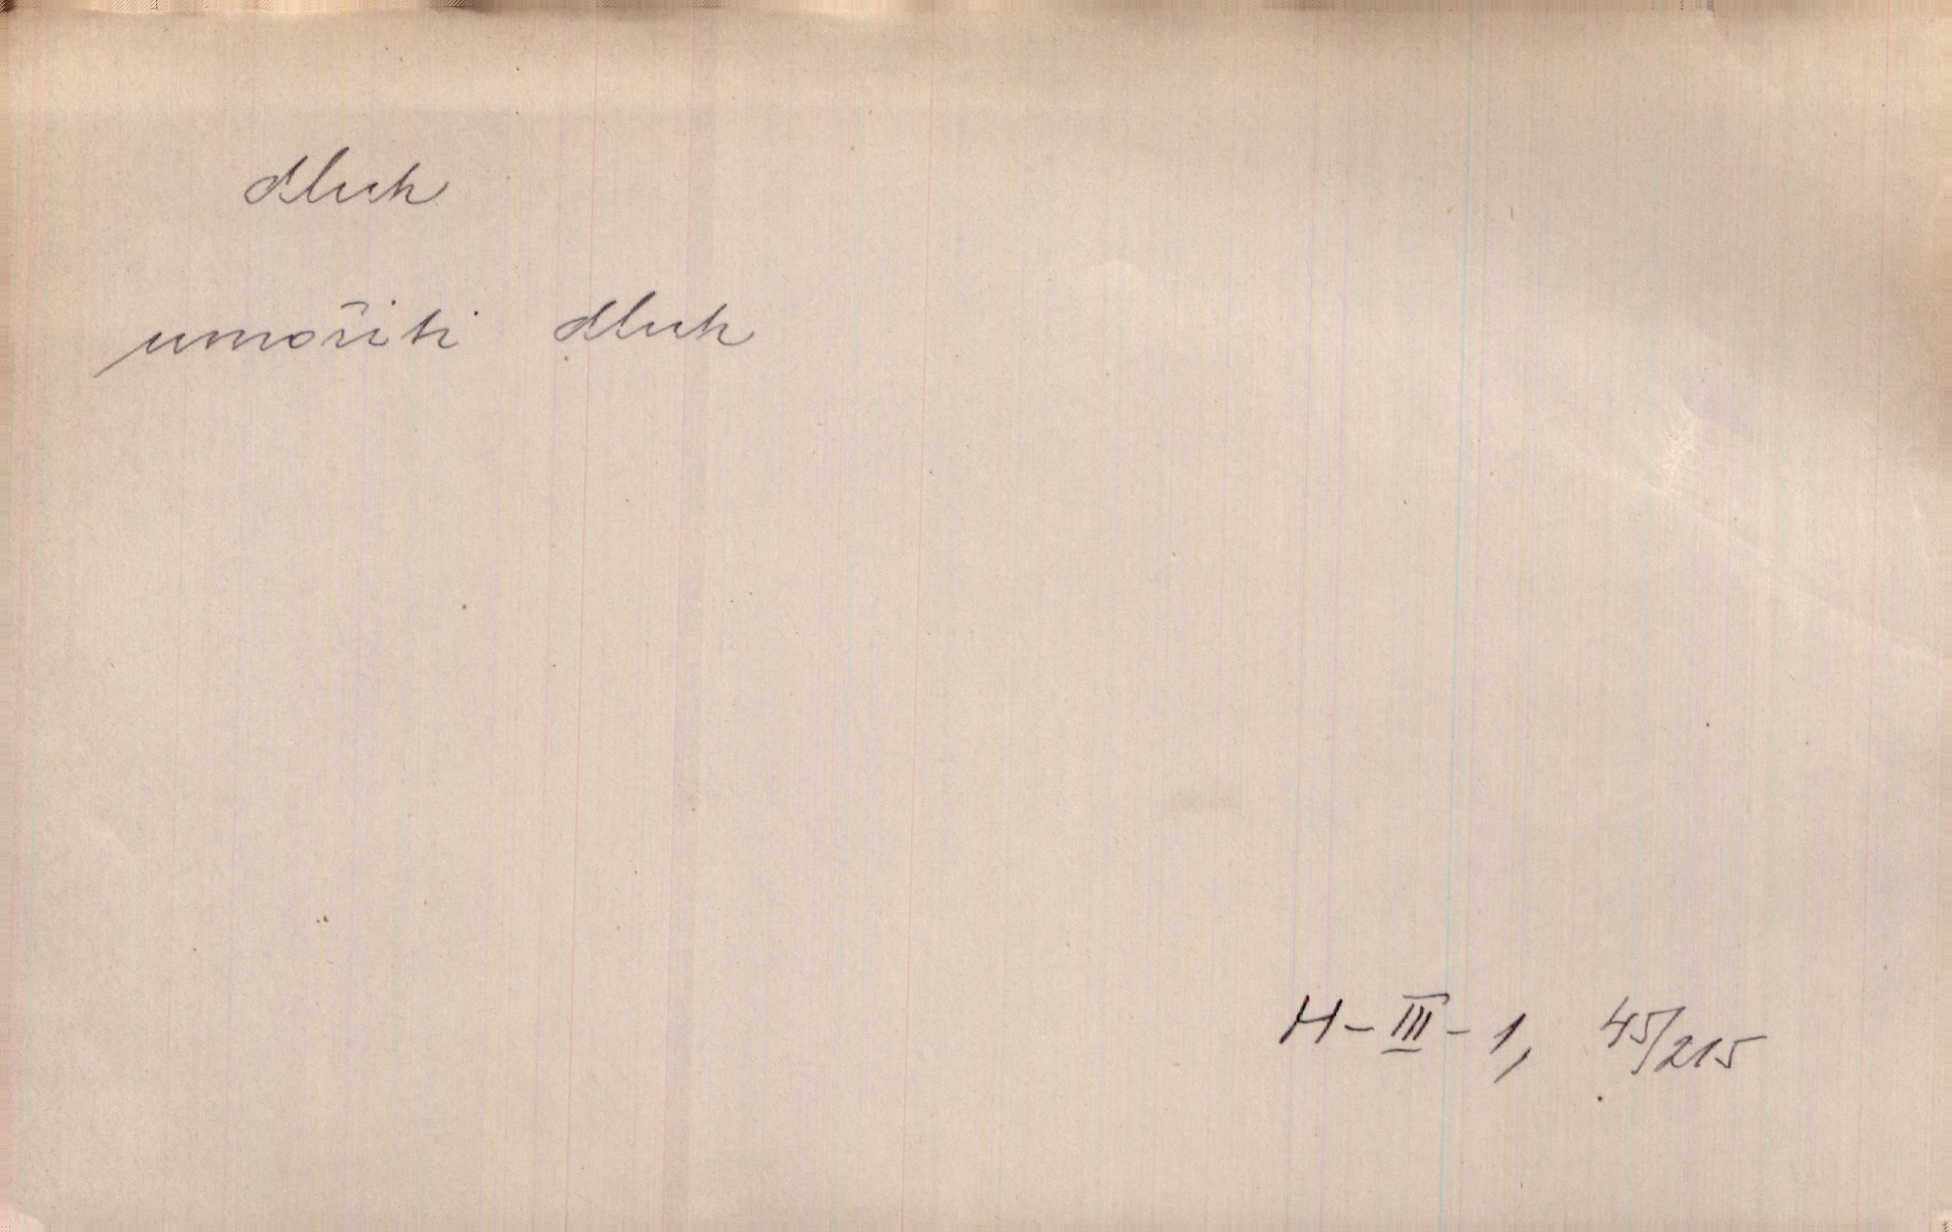 dluh
umořiti dluh
H-III-1, 45/215